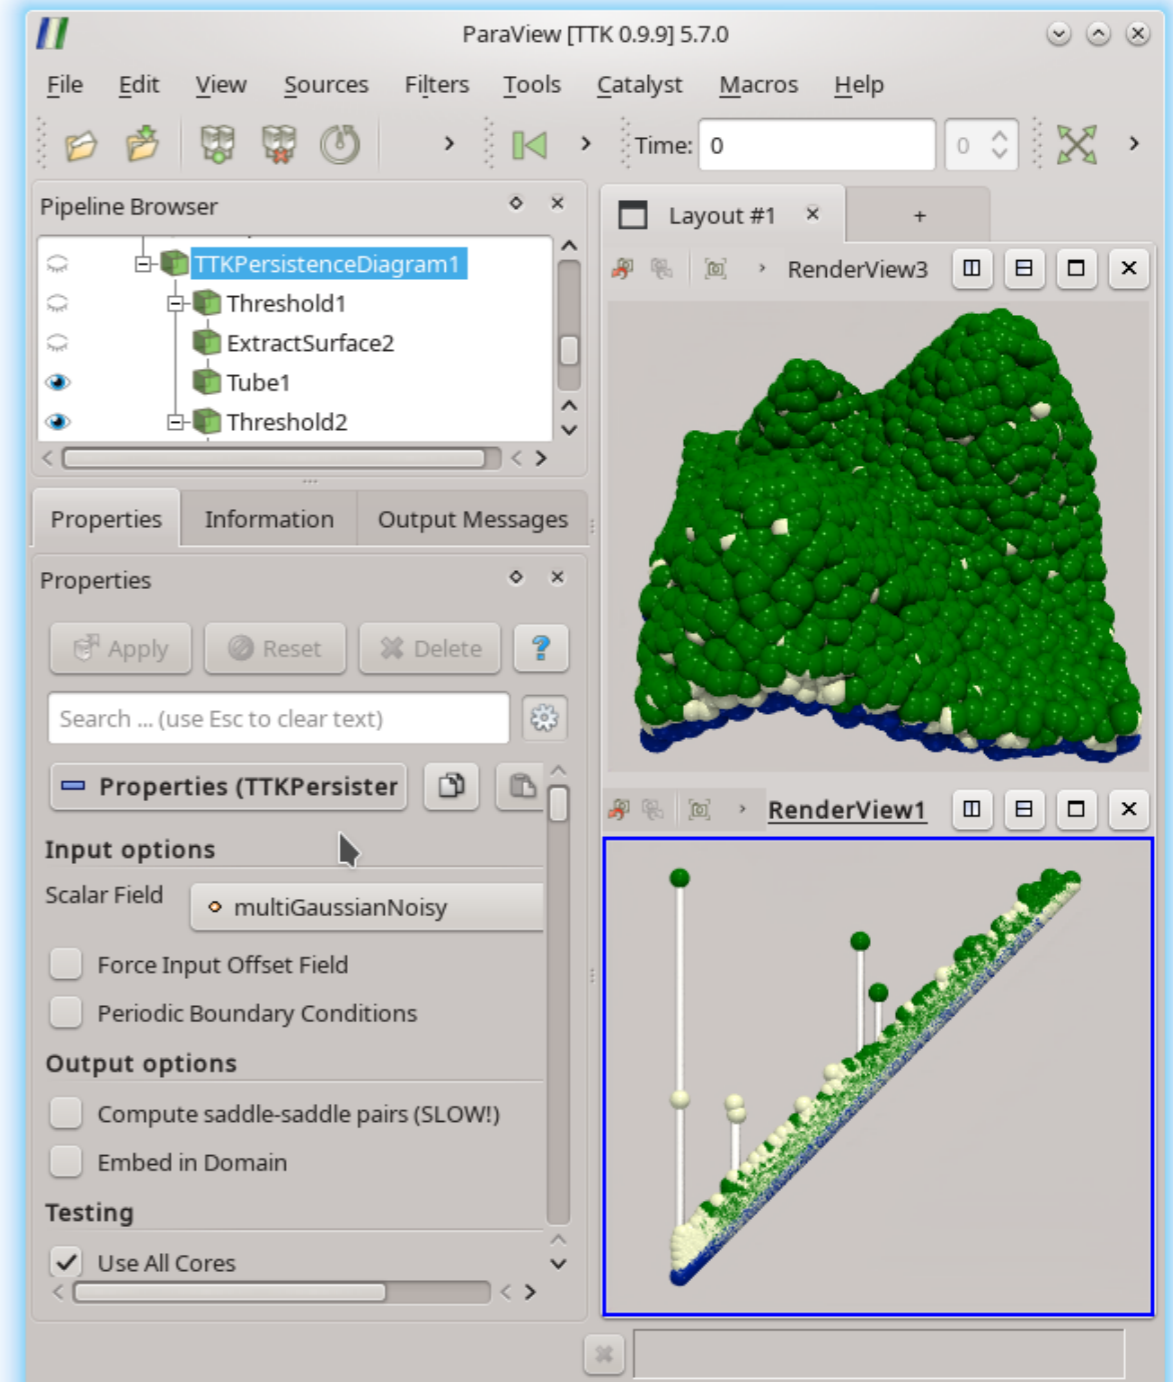 ParaView [TTK 0.9.9] 5.7.0
File Edit View Sources Filters Tools Catalyst Macros Help
Time: 0 0
Pipeline Browser
TTKPersistenceDiagram1
Threshold1
ExtractSurface2
Tube1
Threshold2
Properties Information Output Messages
Properties
Apply Reset Delete ?
Search ... (use Esc to clear text)
Properties (TTKPersister
Input options
Scalar Field multiGaussianNoisy
Force Input Offset Field
Periodic Boundary Conditions
Output options
Compute saddle-saddle pairs (SLOW!)
Embed in Domain
Testing
Use All Cores
Layout #1 +
RenderView3
RenderView1